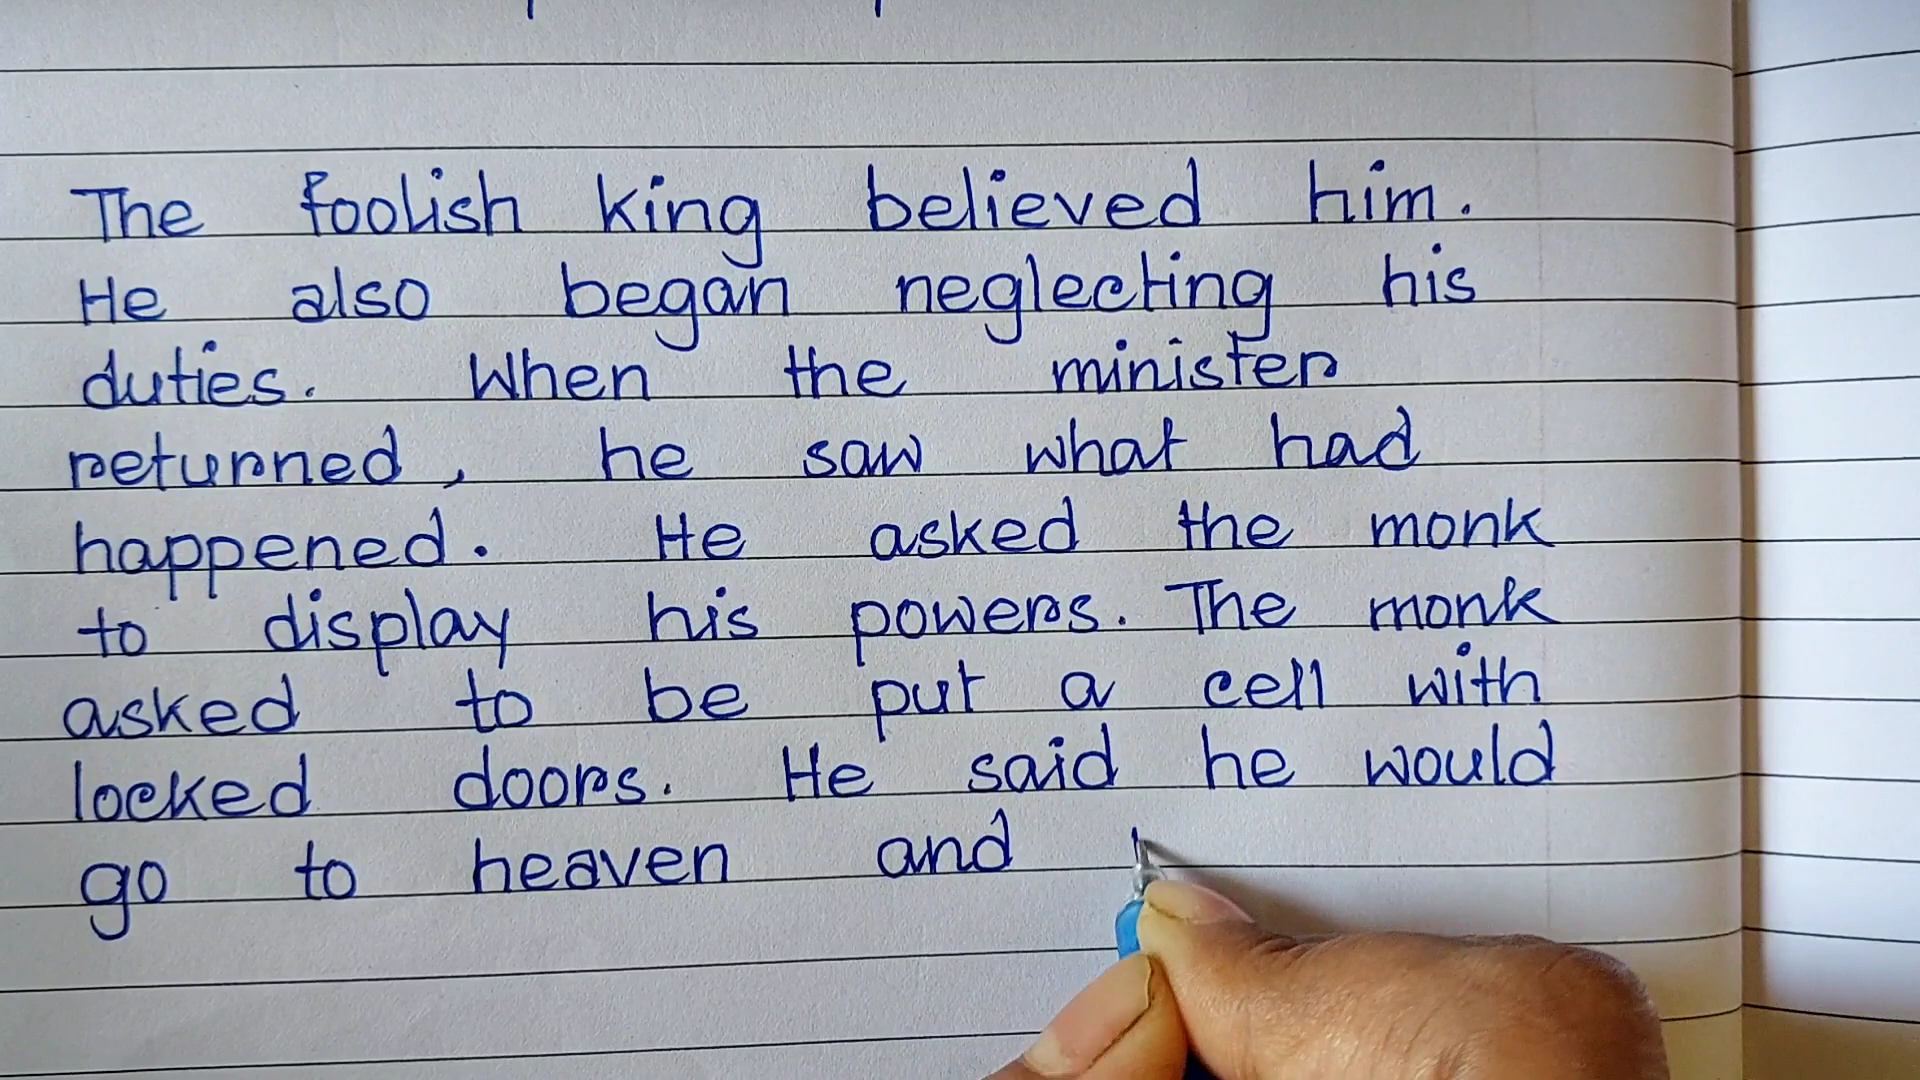 The foolish king believed him.
He also began neglecting his
duties. When the minister
returned, he saw what had
happened. He asked the monk
to display his powers. The monk
asked to be put a cell with
locked doors. He said he would
go to heaven and